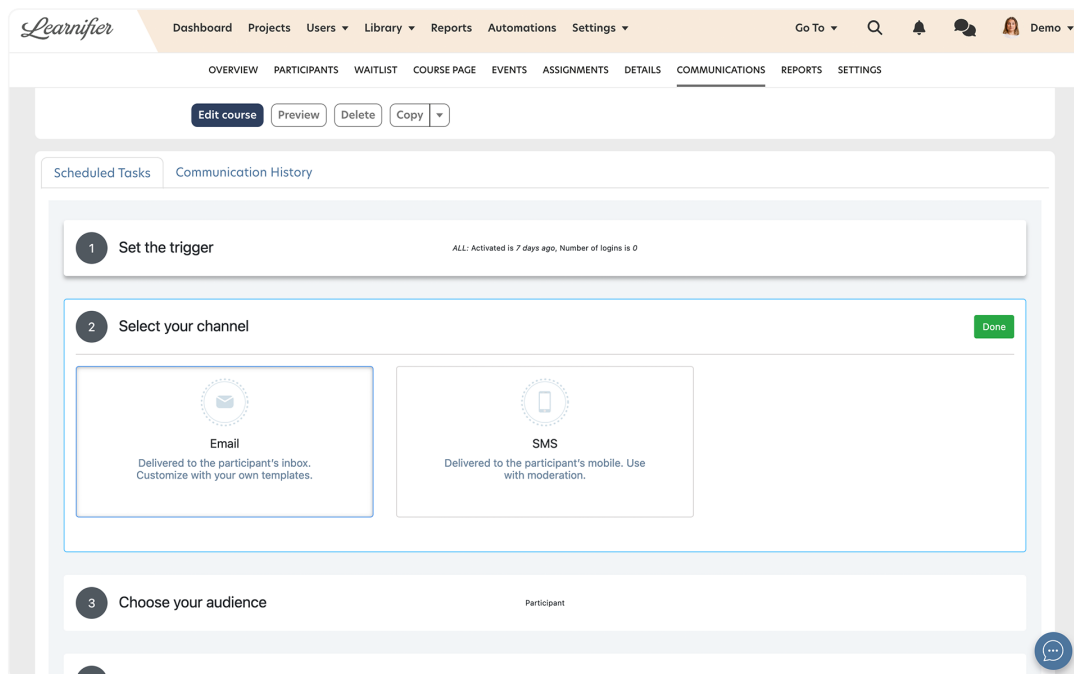 Learnifier Dashboard Projects Users Library Reports Automations Settings Go To Demo
OVERVIEW PARTICIPANTS WAITLIST COURSE PAGE EVENTS ASSIGNMENTS DETAILS COMMUNICATIONS REPORTS SETTINGS
Edit course Preview Delete Copy
Scheduled Tasks Communication History
1 Set the trigger ALL: Activated is 7 days ago, Number of logins is 0
2 Select your channel Done
Email
Delivered to the participant's inbox.
Customize with your own templates.
SMS
Delivered to the participant's mobile. Use
with moderation.
3 Choose your audience Participant